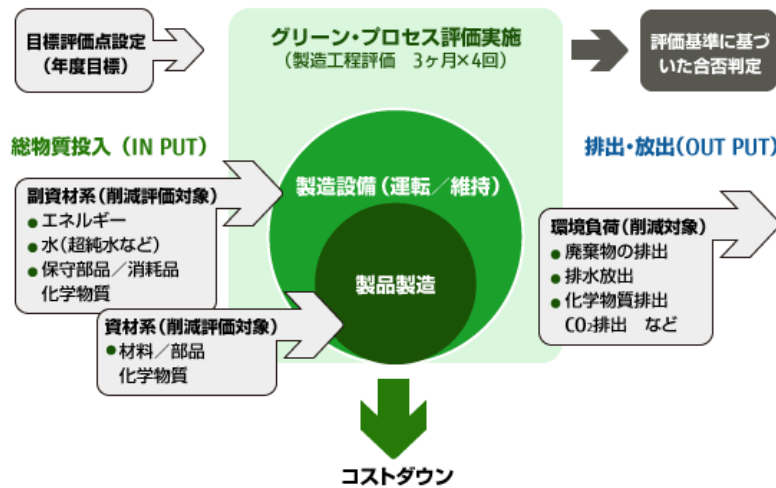 目標評価点設定
(年度目標)
グリーン・プロセス評価実施
(製造工程評価　3ヶ月×4回)
評価基準に基づ
いた合否判定
総物質投入（IN PUT）
排出・放出(OUT PUT)
副資材系(削減評価対象)
●エネルギー
●水(超純水など)
●保守部品／消耗品
化学物質
資材系(削減評価対象)
●材料／部品
化学物質
製造設備(運転／維持)
製品製造
環境負荷(削減対象)
●廃棄物の排出
●排水放出
●化学物質排出
CO₂排出　など
コストダウン